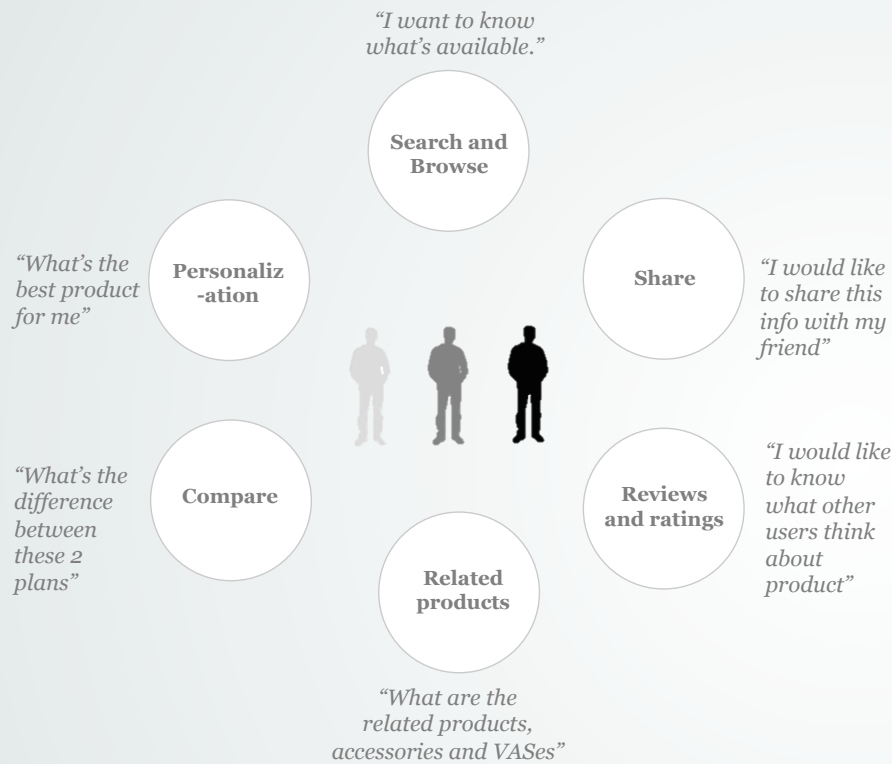 “I want to know
what’s available.”
Search and
Browse
“What’s the
best product
for me”
Personaliz
-ation
Share
“I would like
to share this
info with my
friend”
“What’s the
difference
between
these 2
plans”
Compare
Reviews
and ratings
“I would like
to know
what other
users think
about
product”
Related
products
“What are the
related products,
accessories and VASes”